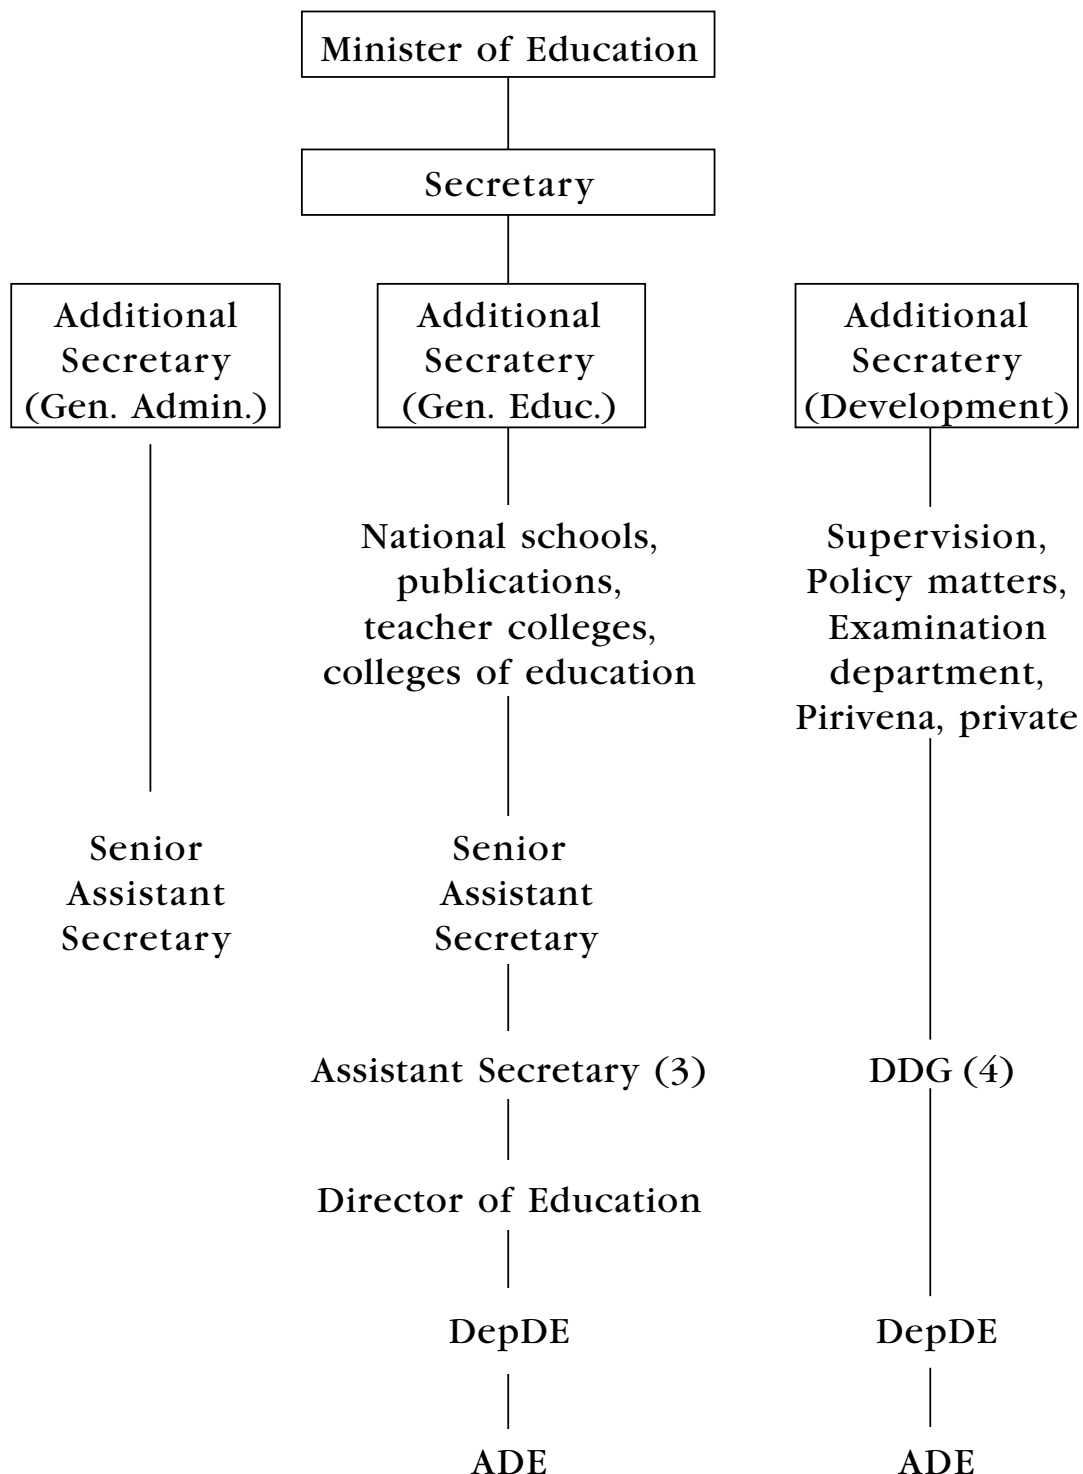 Minister of Education
Secretary
Additional
Secretary
(Gen. Admin.)
Additional
Secratery
(Gen. Educ.)
Additional
Secratery
(Development)
National schools,
publications,
teacher colleges,
colleges of education
Supervision,
Policy matters,
Examination
department,
Pirivena, private
Senior
Assistant
Secretary
Senior
Assistant
Secretary
Assistant Secretary (3)
DDG (4)
Director of Education
DepDE
DepDE
ADE
ADE